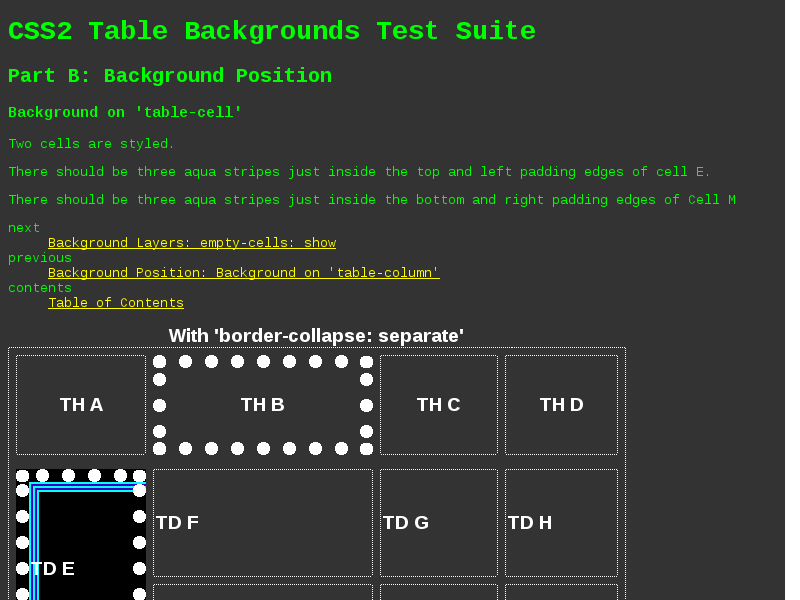 CSS2 Table Backgrounds Test Suite
Part B: Background Position
Background on 'table-cell'
Two cells are styled.
There should be three aqua stripes just inside the top and left padding edges of cell E.
There should be three aqua stripes just inside the bottom and right padding edges of Cell M
next
Background Layers: empty-cells: show
previous
Background Position: Background on 'table-column'
contents
Table of Contents
With 'border-collapse: separate'
TH A TH B TH C TH D
TD F TD G TD H
TD E